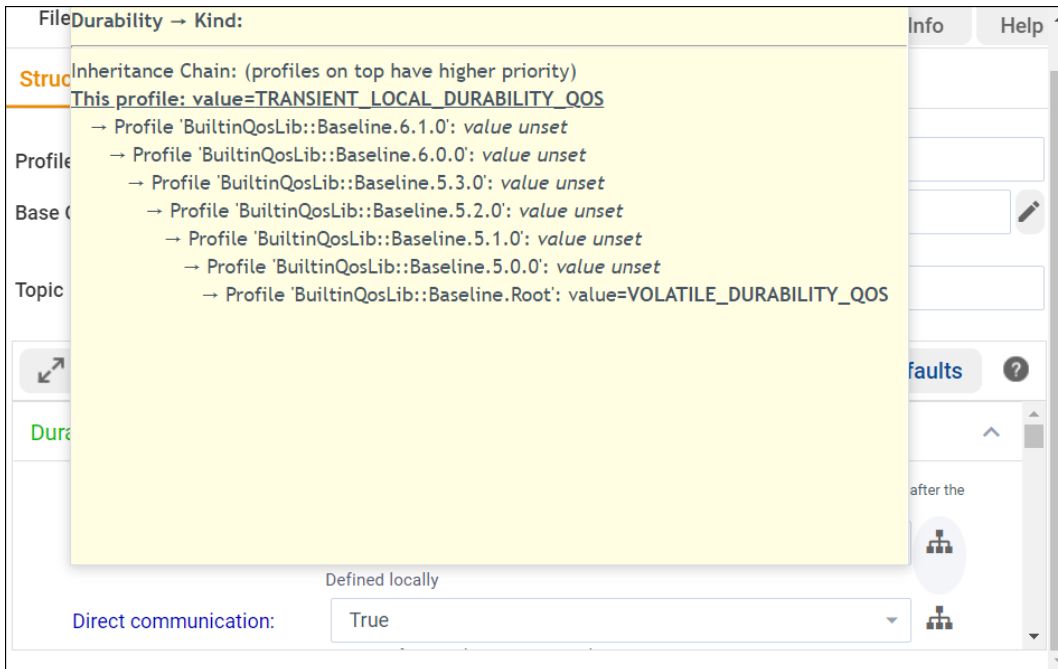 File
Durability → Kind:
Info
Help
Struc
Inheritance Chain: (profiles on top have higher priority)
This profile: value=TRANSIENT_LOCAL_DURABILITY_QOS
→ Profile 'BuiltinQosLib::Baseline.6.1.0': value unset
Profile
→ Profile 'BuiltinQosLib::Baseline.6.0.0': value unset
→ Profile 'BuiltinQosLib::Baseline.5.3.0': value unset
Base
→ Profile 'BuiltinQosLib::Baseline.5.2.0': value unset
→ Profile 'BuiltinQosLib::Baseline.5.1.0': value unset
→ Profile 'BuiltinQosLib::Baseline.5.0.0': value unset
Topic
→ Profile 'BuiltinQosLib::Baseline.Root': value=VOLATILE_DURABILITY_QOS
faults
?
Dura
after the
Defined locally
Direct communication:
True